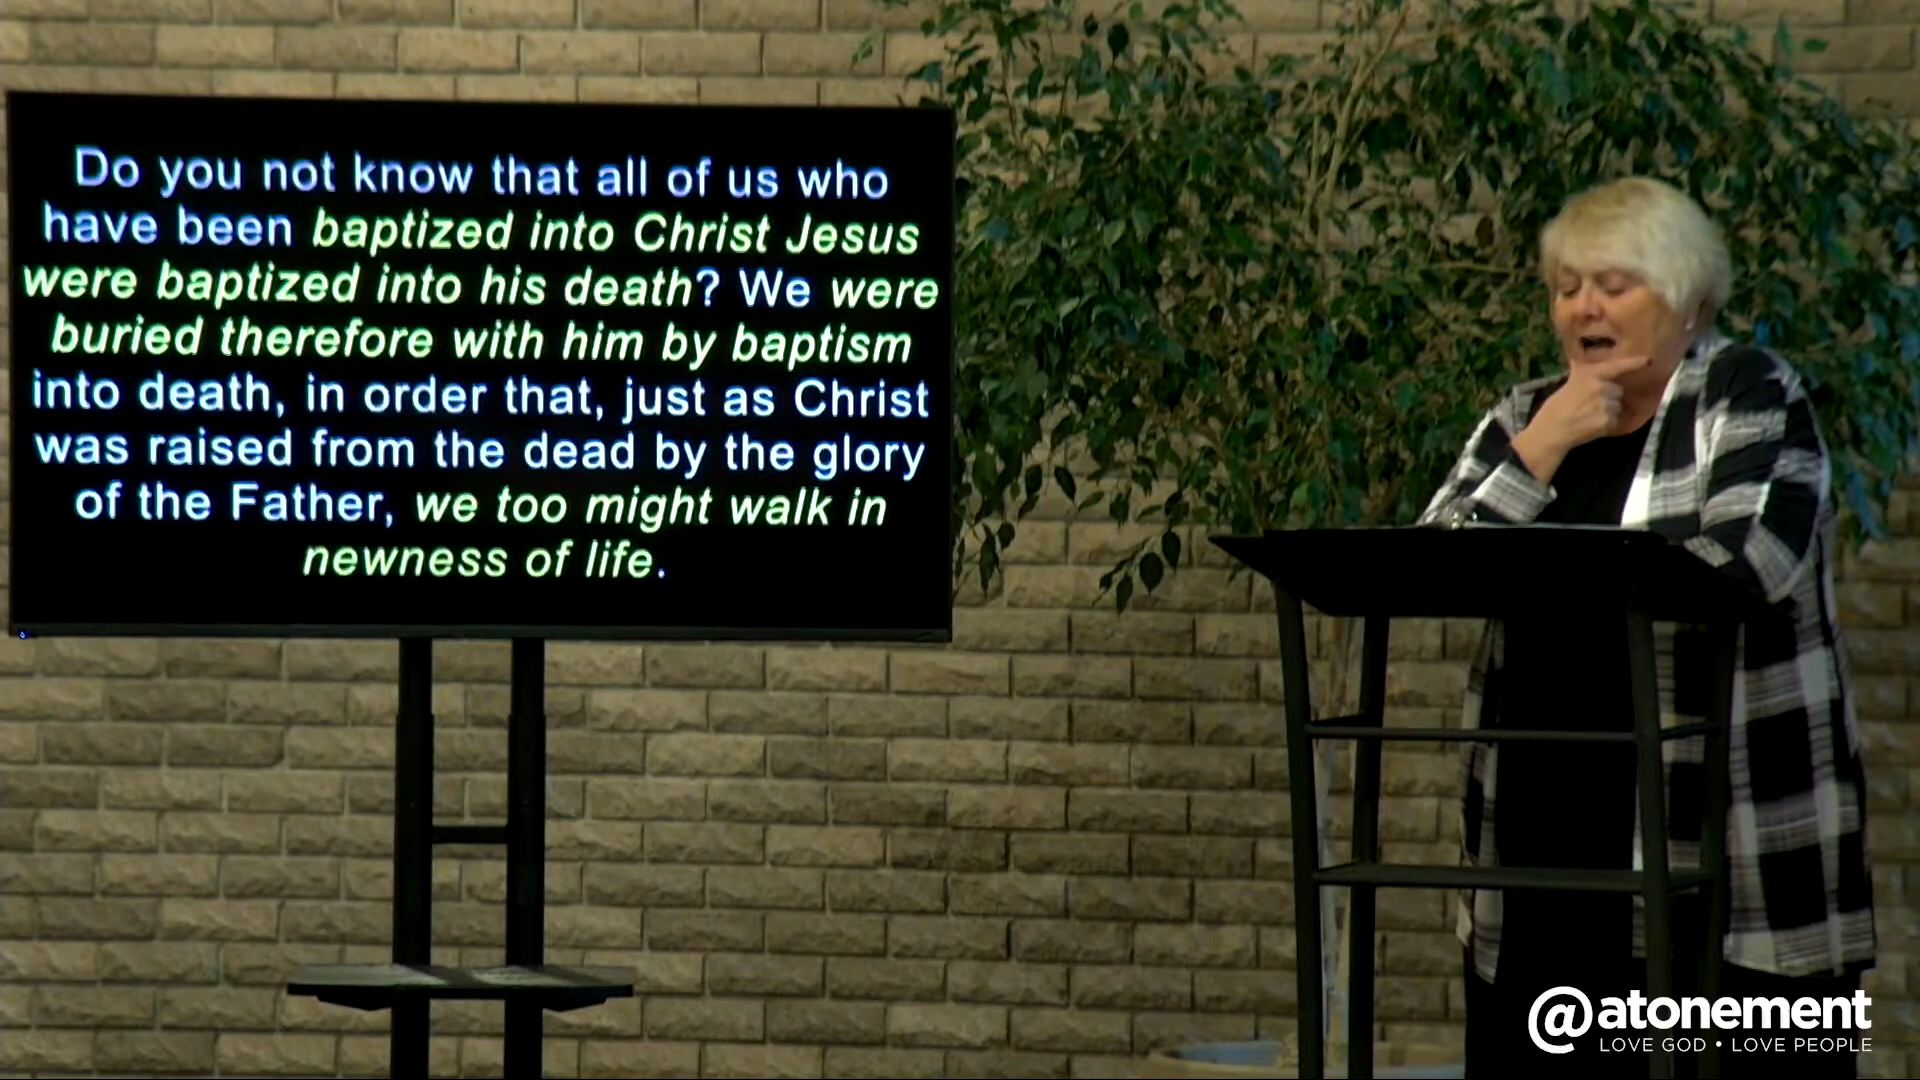 Do you not know that all of us who
have been baptized into Christ Jesus
were baptized into his death? We were
buried therefore with him by baptism
into death, in order that, just as Christ
was raised from the dead by the glory
of the Father, we too might walk in
newness of life.
@atonement
LOVE GOD • LOVE PEOPLE